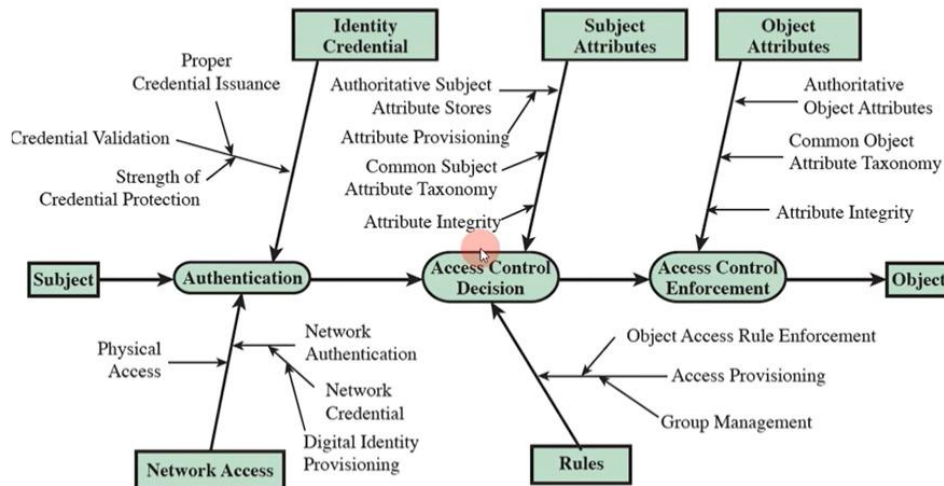 Identity
Credential
Subject
Attributes
Object
Attributes
Proper
Credential Issuance
Credential Validation
Strength of
Credential Protection
Authoritative Subject
Attribute Stores
Attribute Provisioning
Common Subject
Attribute Taxonomy
Attribute Integrity
Authoritative
Object Attributes
Common Object
Attribute Taxonomy
Attribute Integrity
Subject
Authentication
Access Control
Decision
Access Control
Enforcement
Object
Physical
Access
Network
Authentication
Network
Credential
Digital Identity
Provisioning
Object Access Rule Enforcement
Access Provisioning
Group Management
Network Access
Rules